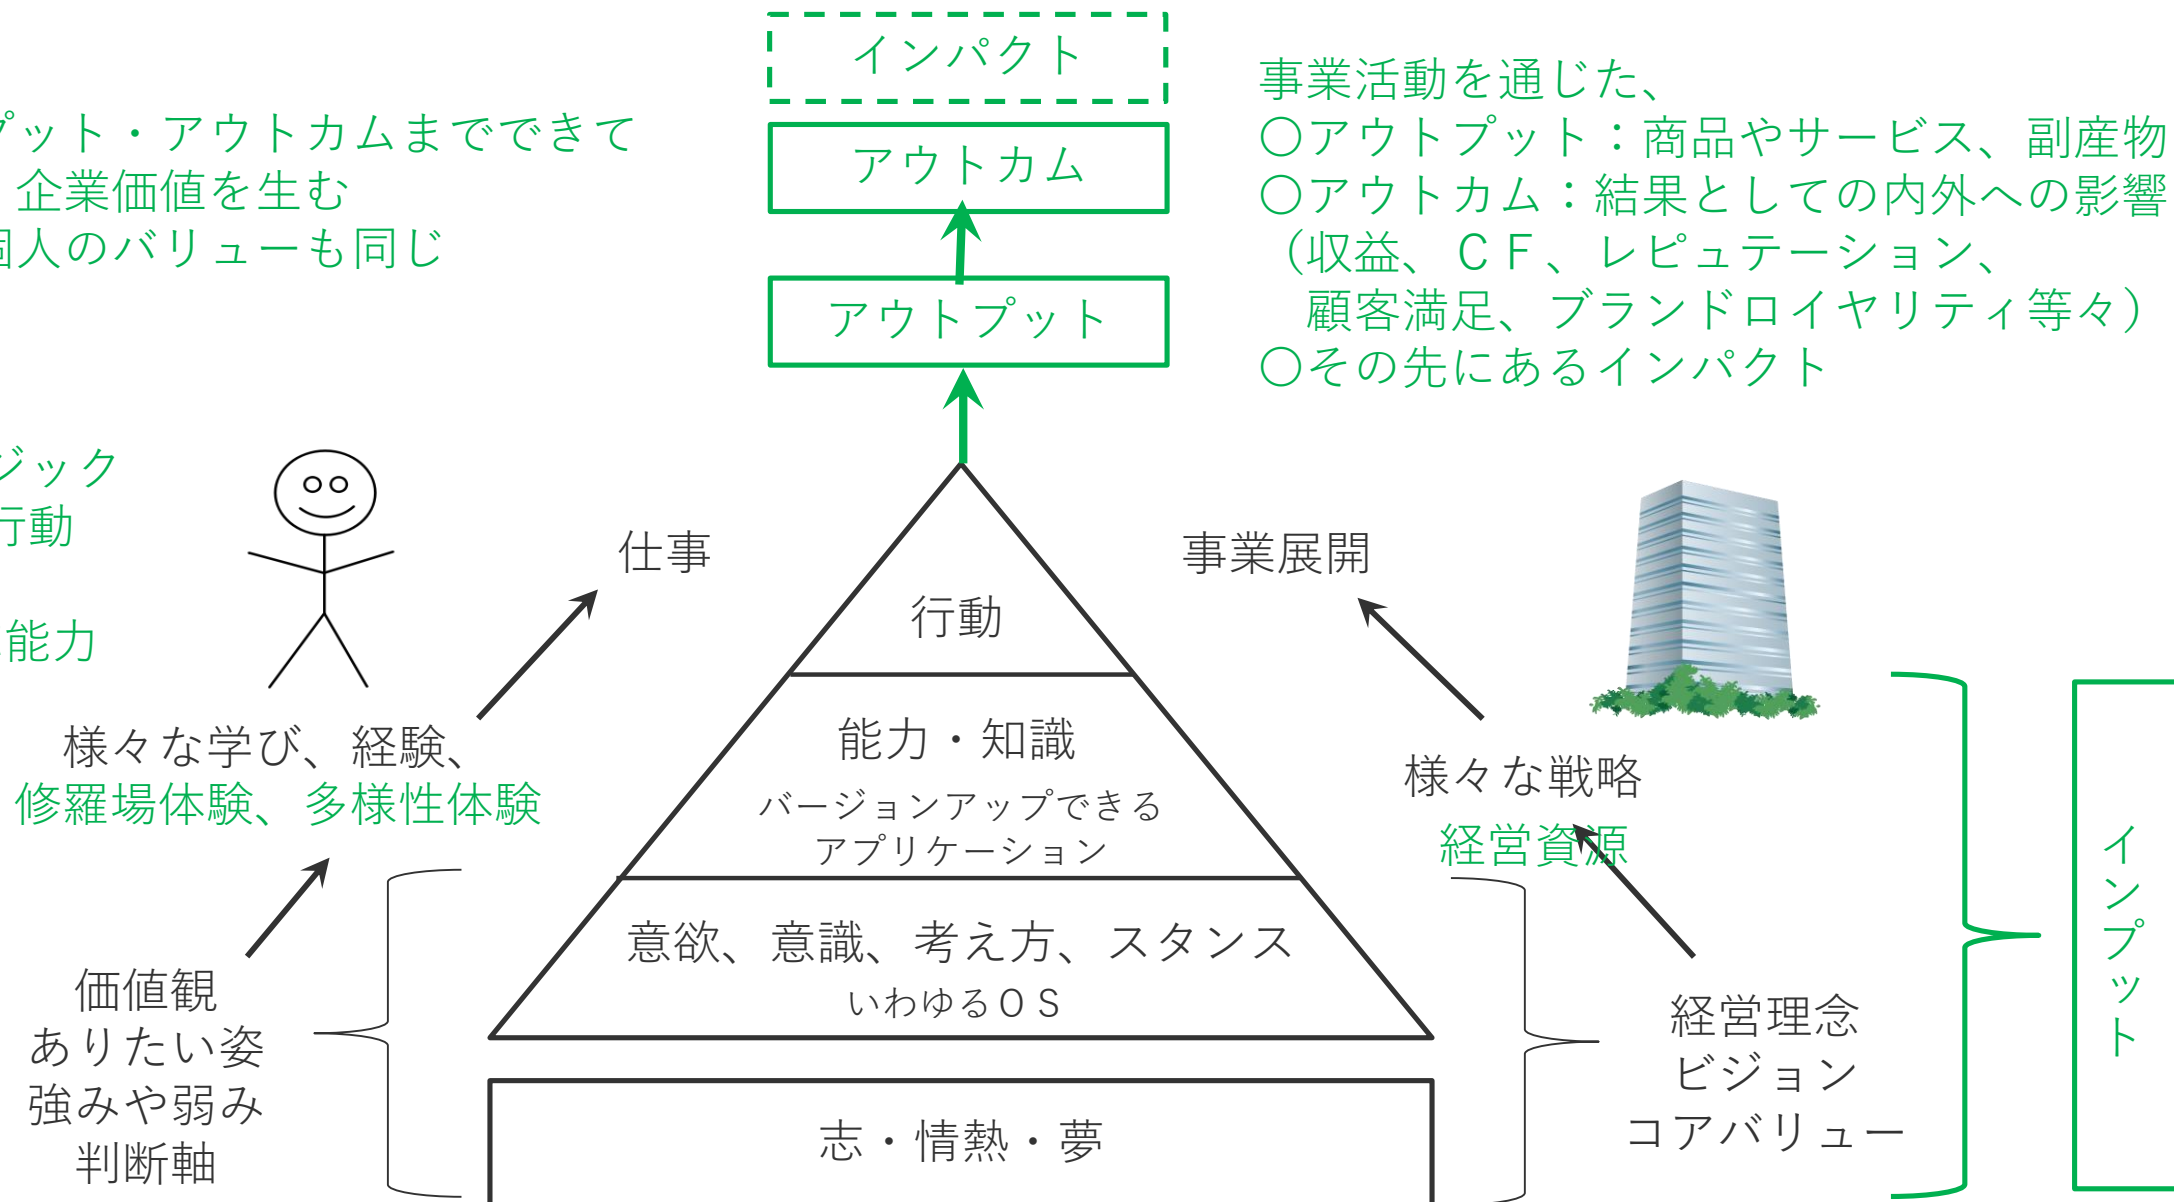 インパクト
プット・アウトカムまでできて
企業価値を生む
個人のバリューも同じ
アウトカム
アウトプット
事業活動を通じた、
〇アウトプット：商品やサービス、副産物
〇アウトカム：結果としての内外への影響
（収益、ＣＦ、レピュテーション、
顧客満足、ブランドロイヤリティ等々）
〇その先にあるインパクト
ジック
行動
能力
仕事
事業展開
行動
様々な学び、経験、
修羅場体験、多様性体験
能力・知識
バージョンアップできる
アプリケーション
様々な戦略
経営資源
意欲、意識、考え方、スタンス
いわゆるＯＳ
価値観
ありたい姿
強みや弱み
判断軸
経営理念
ビジョン
コアバリュー
志・情熱・夢
インプット